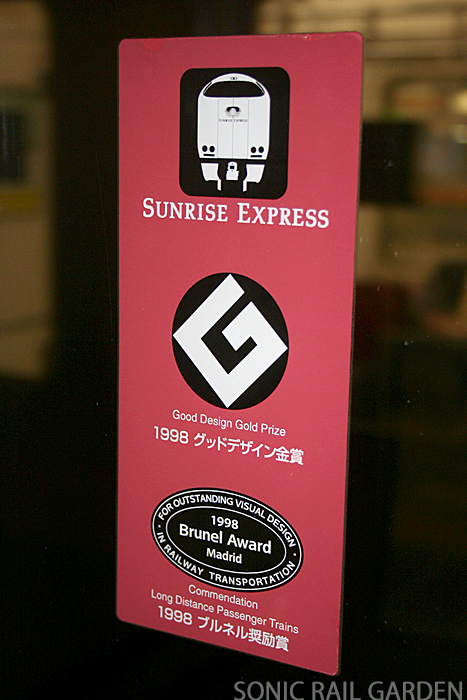 SUNRISE EXPRESS
SUNRISE EXPRESS
G
Good Design Gold Prize
1998 グッドデザイン金賞
FOR OUTSTANDING VISUAL DESIGN
1998
Brunel Award
Madrid
· IN RAILWAY TRANSPORTATION ·
Commendation
Long Distance Passenger Trains
1998 ブルネル奨励賞
SONIC RAIL GARDEN